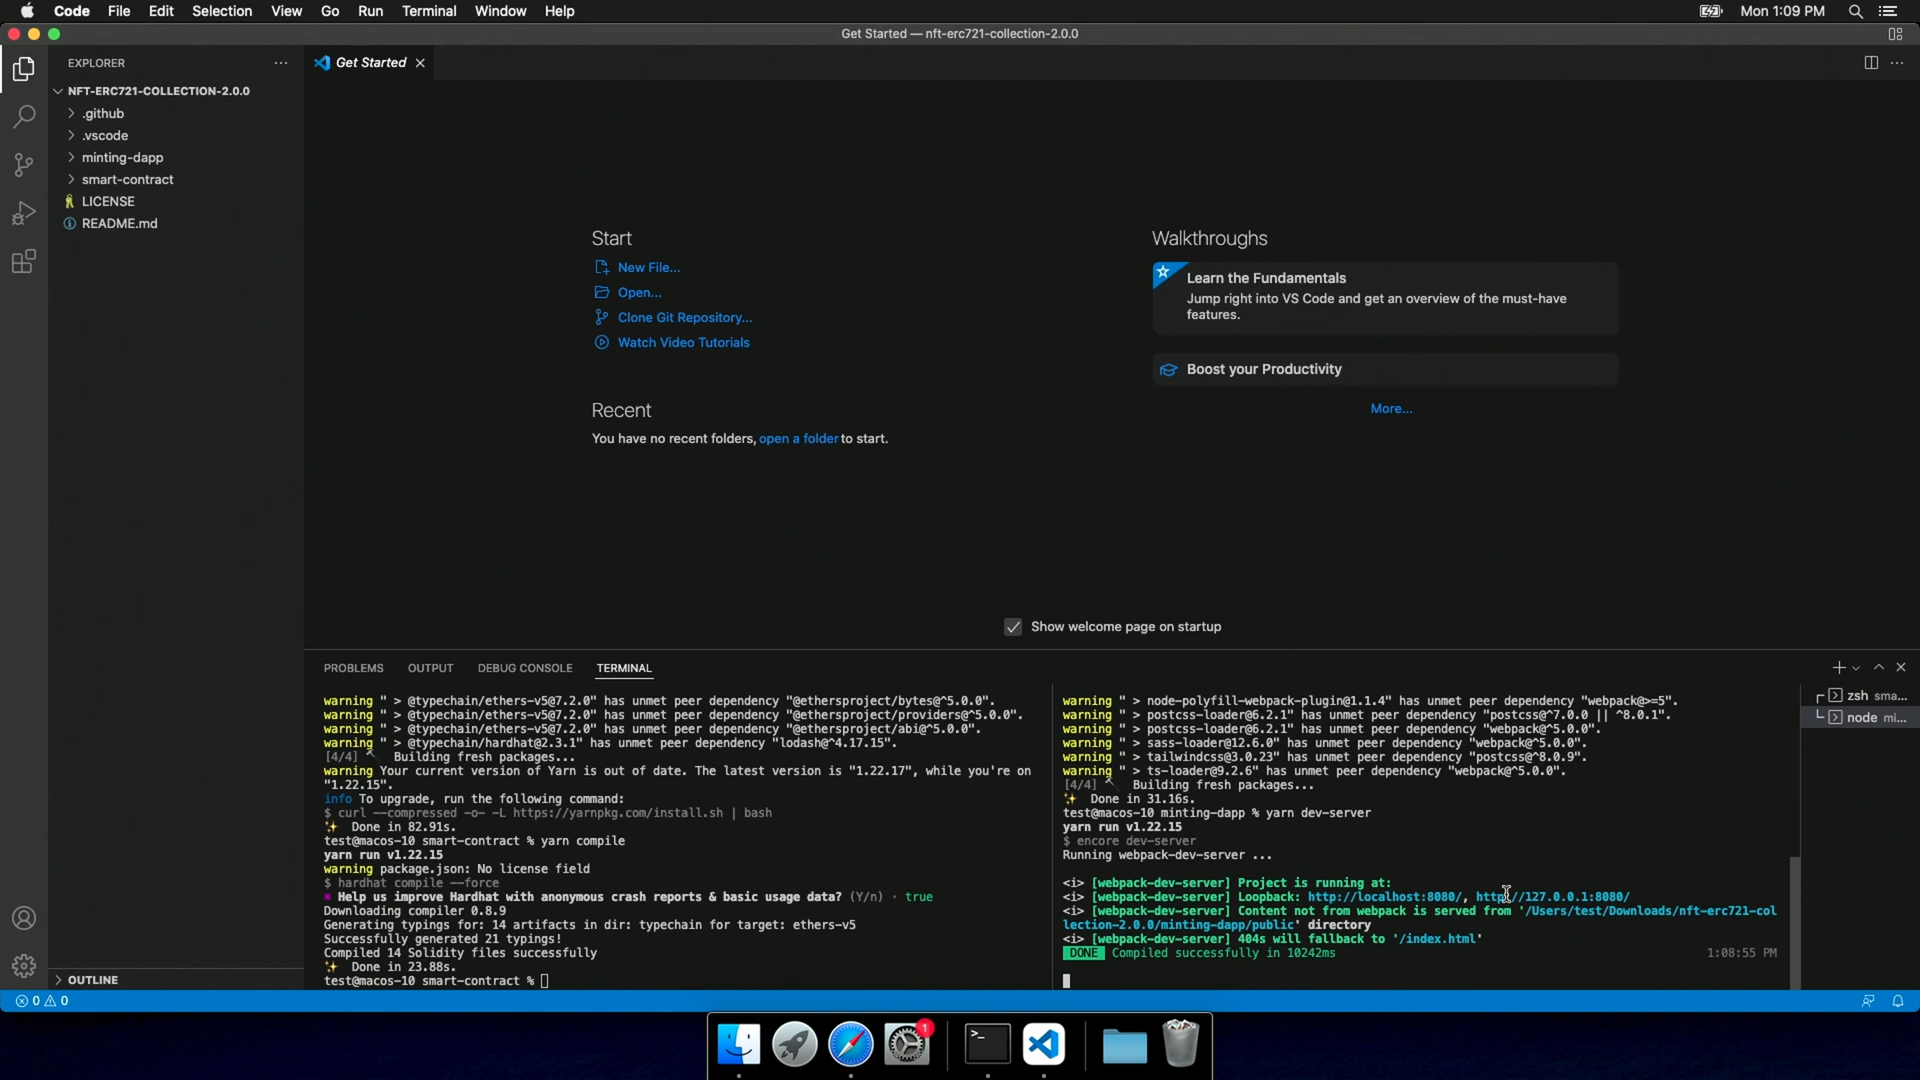 Code File Edit Selection View Go Run Terminal Window Help Mon 1:09 PM
Get Started — nft-erc721-collection-2.0.0
EXPLORER
Get Started
NFT-ERC721-COLLECTION-2.0.0
.github
.vscode
minting-dapp
smart-contract
LICENSE
README.md
OUTLINE
Start
New File...
Open...
Clone Git Repository...
Watch Video Tutorials
Recent
You have no recent folders, open a folder to start.
Walkthroughs
Learn the Fundamentals
Jump right into VS Code and get an overview of the must-have
features.
Boost your Productivity
More...
Show welcome page on startup
PROBLEMS OUTPUT DEBUG CONSOLE TERMINAL
warning " > @typechain/ethers-v5@7.2.0" has unmet peer dependency "@ethersproject/bytes@^5.0.0".
warning " > @typechain/ethers-v5@7.2.0" has unmet peer dependency "@ethersproject/providers@^5.0.0".
warning " > @typechain/ethers-v5@7.2.0" has unmet peer dependency "@ethersproject/abi@^5.0.0".
warning " > @typechain/hardhat@2.3.1" has unmet peer dependency "lodash@^4.17.15".
[4/4] Building fresh packages...
warning Your current version of Yarn is out of date. The latest version is "1.22.17", while you're on
"1.22.15".
info To upgrade, run the following command:
$ curl --compressed -o- -L https://yarnpkg.com/install.sh | bash
✨ Done in 82.91s.
test@macos-10 smart-contract % yarn compile
yarn run v1.22.15
warning package.json: No license field
$ hardhat compile --force
Help us improve Hardhat with anonymous crash reports & basic usage data? (Y/n) · true
Downloading compiler 0.8.9
Generating typings for: 14 artifacts in dir: typechain for target: ethers-v5
Successfully generated 21 typings!
Compiled 14 Solidity files successfully
✨ Done in 23.88s.
test@macos-10 smart-contract %
warning " > node-polyfill-webpack-plugin@1.1.4" has unmet peer dependency "webpack@>=5".
warning " > postcss-loader@6.2.1" has unmet peer dependency "postcss@^7.0.0 || ^8.0.1".
warning " > postcss-loader@6.2.1" has unmet peer dependency "webpack@^5.0.0".
warning " > sass-loader@12.6.0" has unmet peer dependency "webpack@^5.0.0".
warning " > tailwindcss@3.0.23" has unmet peer dependency "postcss@^8.0.9".
warning " > ts-loader@9.2.6" has unmet peer dependency "webpack@^5.0.0".
[4/4] Building fresh packages...
✨ Done in 31.16s.
test@macos-10 minting-dapp % yarn dev-server
yarn run v1.22.15
$ encore dev-server
Running webpack-dev-server ...
<i> [webpack-dev-server] Project is running at:
<i> [webpack-dev-server] Loopback: http://localhost:8080/, http://127.0.0.1:8080/
<i> [webpack-dev-server] Content not from webpack is served from '/Users/test/Downloads/nft-erc721-col
lection-2.0.0/minting-dapp/public' directory
<i> [webpack-dev-server] 404s will fallback to '/index.html'
DONE Compiled successfully in 10242ms 1:08:55 PM
zsh sma...
node mi...
0 0
1